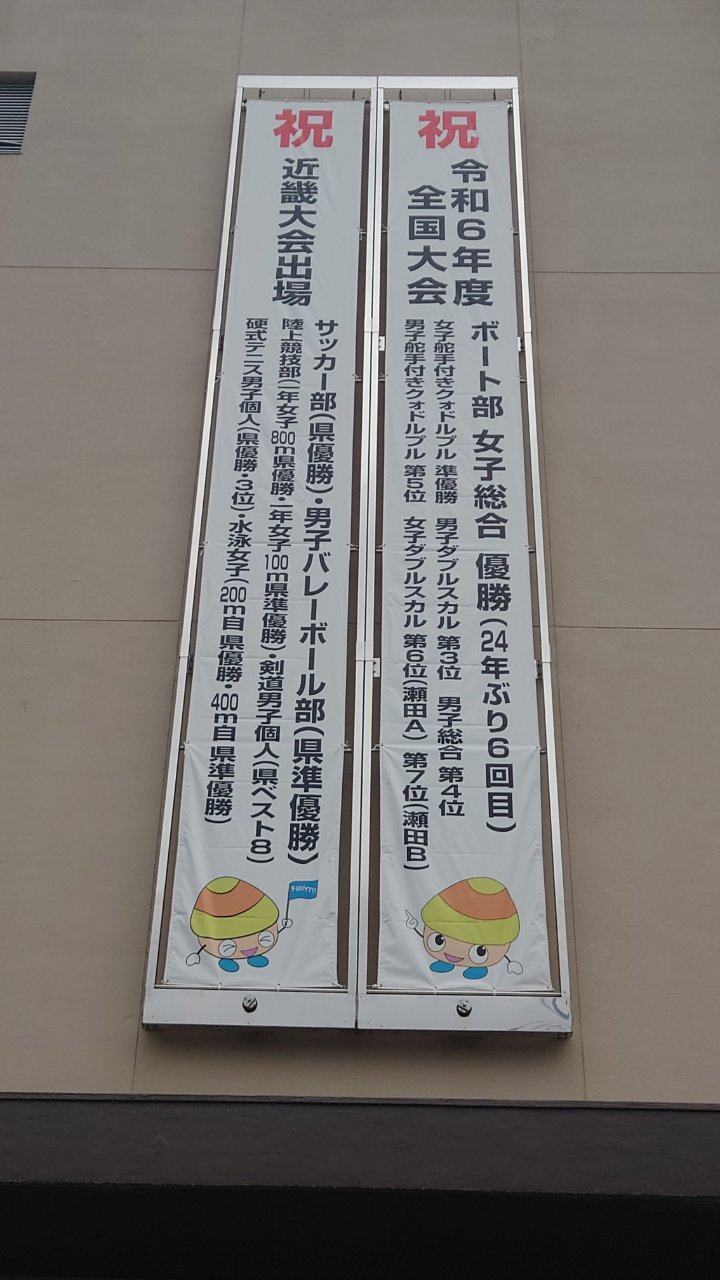 祝
令和6年度
全国大会
ボート部 女子総合 優勝(24年ぶり6回目)
女子舵手付きクォドルプル 準優勝 男子ダブルスカル 第3位 男子総合 第4位
男子舵手付きクォドルプル 第5位 女子ダブルスカル 第6位(瀬田A) 第7位(瀬田B)
祝
近畿大会出場
サッカー部(県優勝)・男子バレーボール部(県準優勝)
陸上競技部(一年女子800m県優勝・一年女子100m県準優勝)・剣道男子個人(県ベスト8)
硬式テニス男子個人(県優勝・3位)・水泳女子(200m自 県優勝・400m自 県準優勝)
FIGHT!!